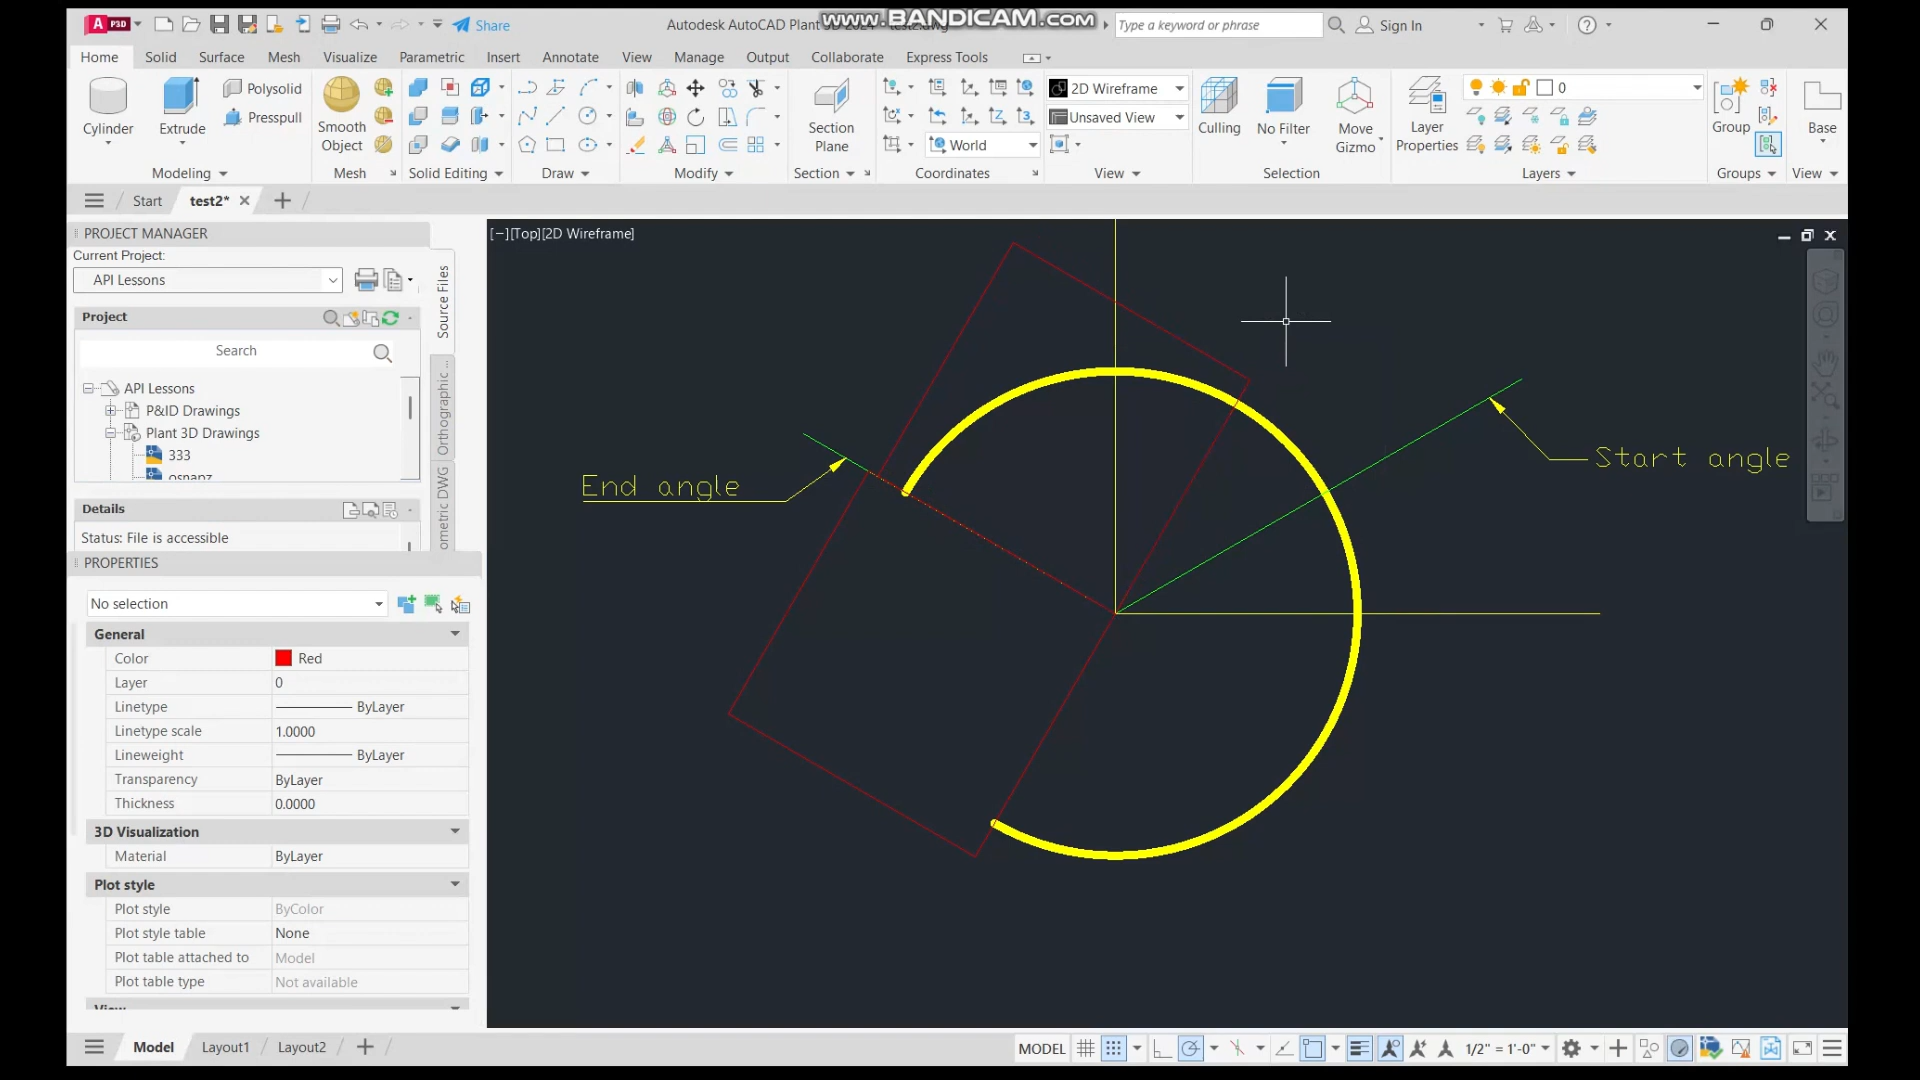 www.BANDICAM.com
P3D
Share
Autodesk AutoCAD Plant
Type a keyword or phrase
Sign In
Home Solid Surface Mesh Visualize Parametric Insert Annotate View Manage Output Collaborate Express Tools
Cylinder
Extrude
Polysolid
Presspull
Smooth Object
Section Plane
World
2D Wireframe
Unsaved View
Culling
No Filter
Move Gizmo
Layer Properties
0
Group
Base
Modeling
Mesh
Solid Editing
Draw
Modify
Section
Coordinates
View
Selection
Layers
Groups
View
Start
test2*
PROJECT MANAGER
Current Project:
API Lessons
Project
Search
API Lessons
P&ID Drawings
Plant 3D Drawings
333
osnapz
Source Files
Orthographic ...
ometric DWG
Details
Status: File is accessible
PROPERTIES
No selection
General
Color Red
Layer 0
Linetype ByLayer
Linetype scale 1.0000
Lineweight ByLayer
Transparency ByLayer
Thickness 0.0000
3D Visualization
Material ByLayer
Plot style
Plot style ByColor
Plot style table None
Plot table attached to Model
Plot table type Not available
View
[−][Top][2D Wireframe]
End angle
Start angle
Model
Layout1
Layout2
MODEL
1/2" = 1'-0"